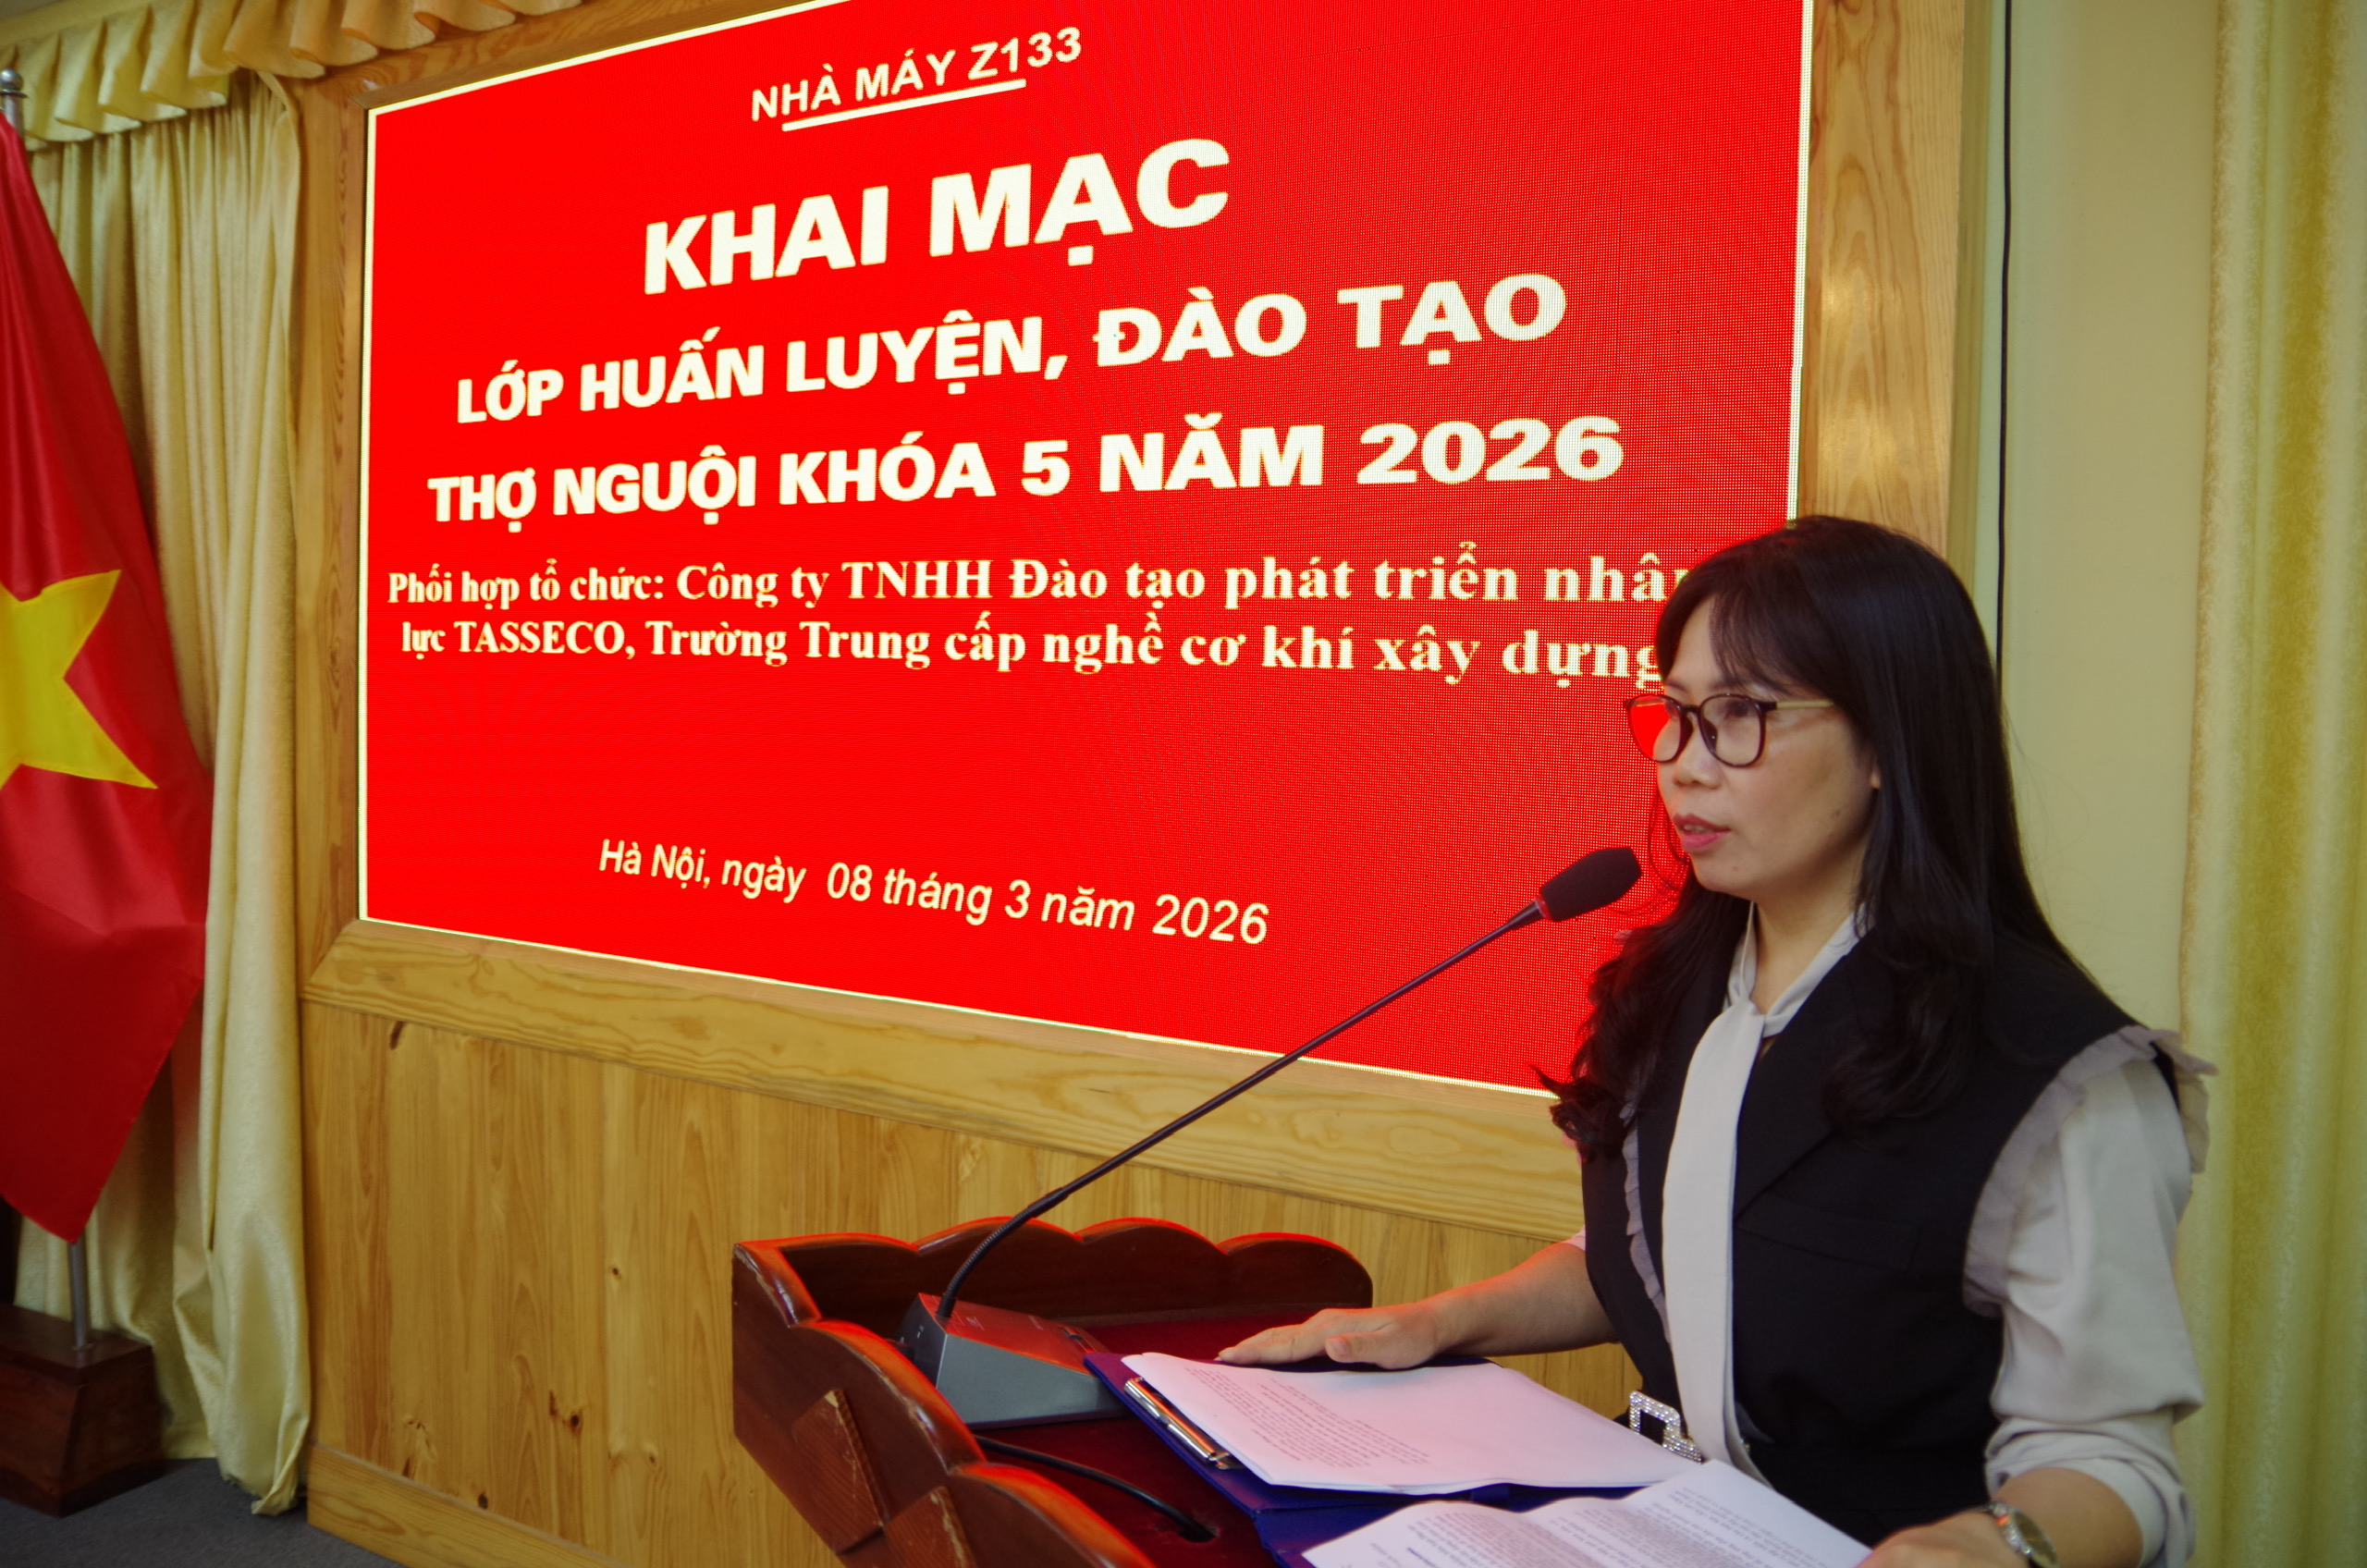 NHÀ MÁY Z133
KHAI MẠC
LỚP HUẤN LUYỆN, ĐÀO TẠO
THỢ NGUỘI KHÓA 5 NĂM 2026
Phối hợp tổ chức: Công ty TNHH Đào tạo phát triển nhân
lực TASSECO, Trường Trung cấp nghề cơ khí xây dựng
Hà Nội, ngày 08 tháng 3 năm 2026